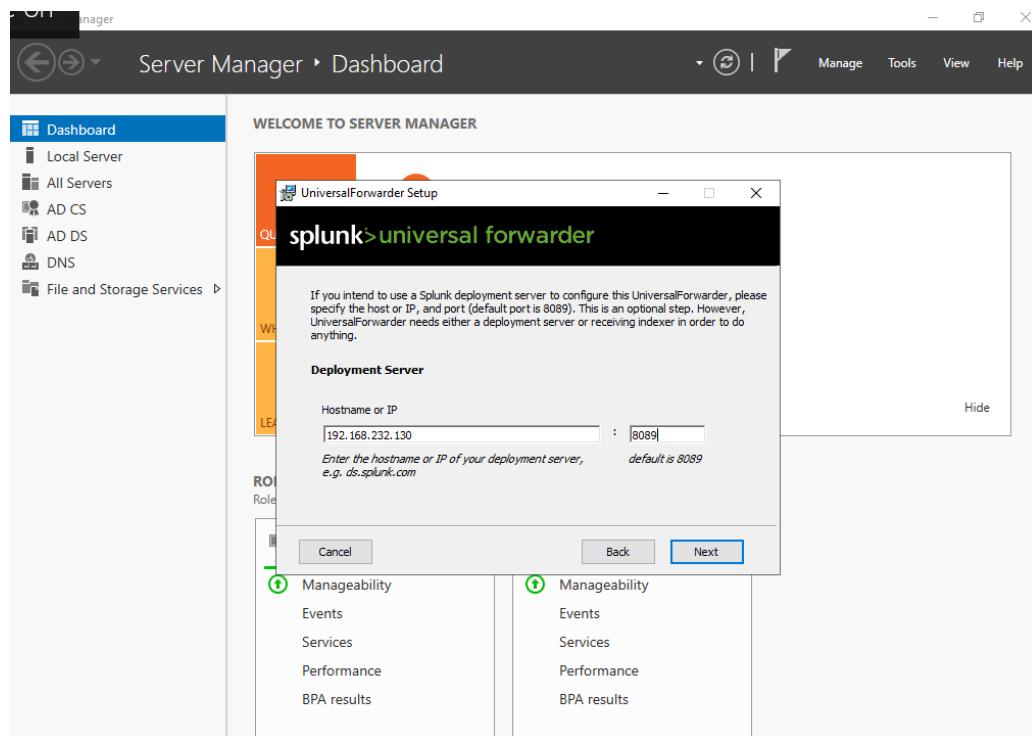 anager
Server Manager ‣ Dashboard
Manage Tools View Help
Dashboard
Local Server
All Servers
AD CS
AD DS
DNS
File and Storage Services
WELCOME TO SERVER MANAGER
UniversalForwarder Setup
splunk>universal forwarder
If you intend to use a Splunk deployment server to configure this UniversalForwarder, please
specify the host or IP, and port (default port is 8089). This is an optional step. However,
UniversalForwarder needs either a deployment server or receiving indexer in order to do
anything.
Deployment Server
Hostname or IP
192.168.232.130 : 8089
Enter the hostname or IP of your deployment server, default is 8089
e.g. ds.splunk.com
Cancel Back Next
QU
WH
LEA
Hide
RO
Role
Manageability
Events
Services
Performance
BPA results
Manageability
Events
Services
Performance
BPA results